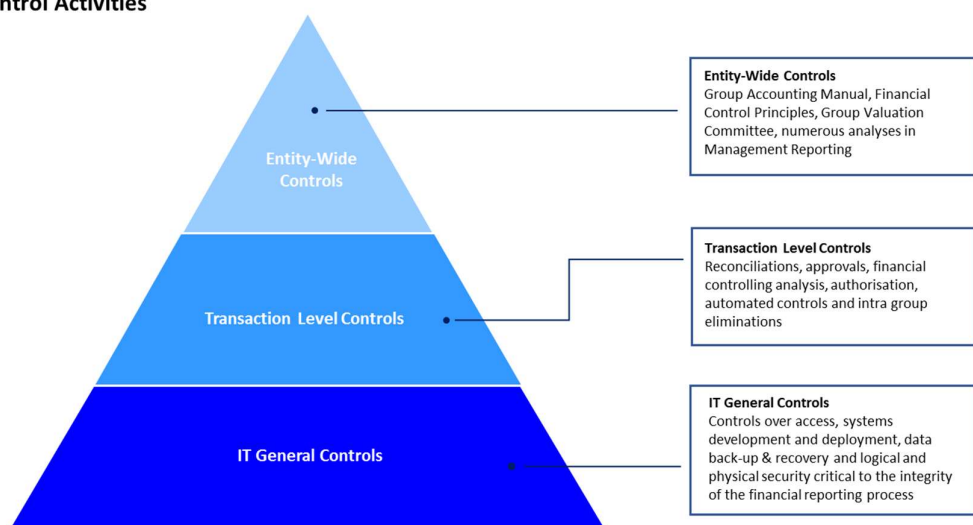 Control Activities
Entity-Wide
Controls
Transaction Level Controls
IT General Controls
Entity-Wide Controls
Group Accounting Manual, Financial
Control Principles, Group Valuation
Committee, numerous analyses in
Management Reporting
Transaction Level Controls
Reconciliations, approvals, financial
controlling analysis, authorisation,
automated controls and intra group
eliminations
IT General Controls
Controls over access, systems
development and deployment, data
back-up & recovery and logical and
physical security critical to the integrity
of the financial reporting process